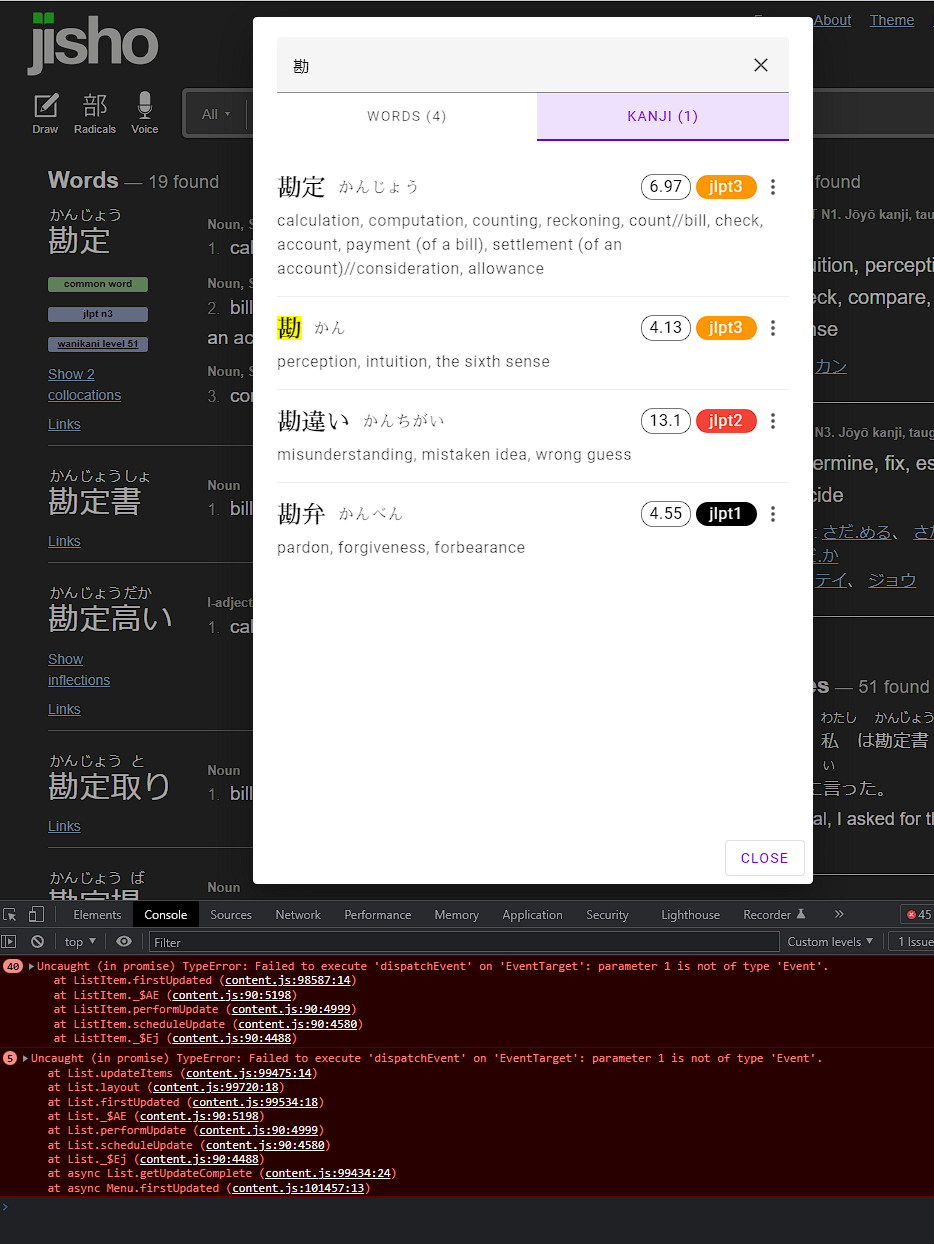 jisho
About
Theme
勘
Draw
Radicals
Voice
部
All
WORDS (4)
KANJI (1)
Words — 19 found
found
かんじょう
勘定
Noun,
1. cal
common word
jlpt n3
wanikani level 51
Noun,
2. bill
an ac
Noun,
3.
Show 2
collocations
Links
かんじょうしょ
勘定書
Noun
1. bill
Links
かんじょうだか
勘定高い
I-adject
1. cal
Show
inflections
Links
かんじょう と
勘定取り
Noun
1. bill
Links
かんじょう ば
勘定場
Noun
勘定 かんじょう
6.97 jlpt3
calculation, computation, counting, reckoning, count//bill, check,
account, payment (of a bill), settlement (of an
account)//consideration, allowance
勘 かん
4.13 jlpt3
perception, intuition, the sixth sense
勘違い かんちがい
13.1 jlpt2
misunderstanding, mistaken idea, wrong guess
勘弁 かんべん
4.55 jlpt1
pardon, forgiveness, forbearance
CLOSE
N1. Jōyō kanji, tau
uition, percepti
eck, compare,
nse
カン
N3. Jōyō kanji, taug
ermine, fix, es
cide
さだ.める、 さだ
.か
テイ、 ジョウ
es — 51 found
わたし かんじょう
私 は勘定書
い
に言った。
al, I asked for th
Elements Console Sources Network Performance Memory Application Security Lighthouse Recorder » 45
top Filter Custom levels 1 Issue
40 Uncaught (in promise) TypeError: Failed to execute 'dispatchEvent' on 'EventTarget': parameter 1 is not of type 'Event'.
at ListItem.firstUpdated (content.js:98587:14)
at ListItem._$AE (content.js:90:5198)
at ListItem.performUpdate (content.js:90:4999)
at ListItem.scheduleUpdate (content.js:90:4580)
at ListItem._$Ej (content.js:90:4488)
5 Uncaught (in promise) TypeError: Failed to execute 'dispatchEvent' on 'EventTarget': parameter 1 is not of type 'Event'.
at List.updateItems (content.js:99475:14)
at List.layout (content.js:99720:18)
at List.firstUpdated (content.js:99534:18)
at List._$AE (content.js:90:5198)
at List.performUpdate (content.js:90:4999)
at List.scheduleUpdate (content.js:90:4580)
at List._$Ej (content.js:90:4488)
at async List.getUpdateComplete (content.js:99434:24)
at async Menu.firstUpdated (content.js:101457:13)